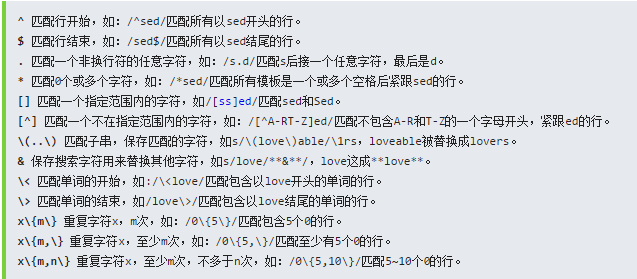 ^ 匹配行开始，如：/^sed/匹配所有以sed开头的行。
$ 匹配行结束，如：/sed$/匹配所有以sed结尾的行。
. 匹配一个非换行符的任意字符，如：/s.d/匹配s后接一个任意字符，最后是d。
* 匹配0个或多个字符，如：/*sed/匹配所有模板是一个或多个空格后紧跟sed的行。
[] 匹配一个指定范围内的字符，如/[ss]ed/匹配sed和Sed。
[^] 匹配一个不在指定范围内的字符，如：/[^A-RT-Z]ed/匹配不包含A-R和T-Z的一个字母开头，紧跟ed的行。
\(..\) 匹配子串，保存匹配的字符，如s/\(love\)able/\1rs，loveable被替换成lovers。
& 保存搜索字符用来替换其他字符，如s/love/**&**/，love这成**love**。
\< 匹配单词的开始，如:/\<love/匹配包含以love开头的单词的行。
\> 匹配单词的结束，如/love\>/匹配包含以love结尾的单词的行。
x\{m\} 重复字符x，m次，如：/0\{5\}/匹配包含5个0的行。
x\{m,\} 重复字符x，至少m次，如：/0\{5,\}/匹配至少有5个0的行。
x\{m,n\} 重复字符x，至少m次，不多于n次，如：/0\{5,10\}/匹配5~10个0的行。